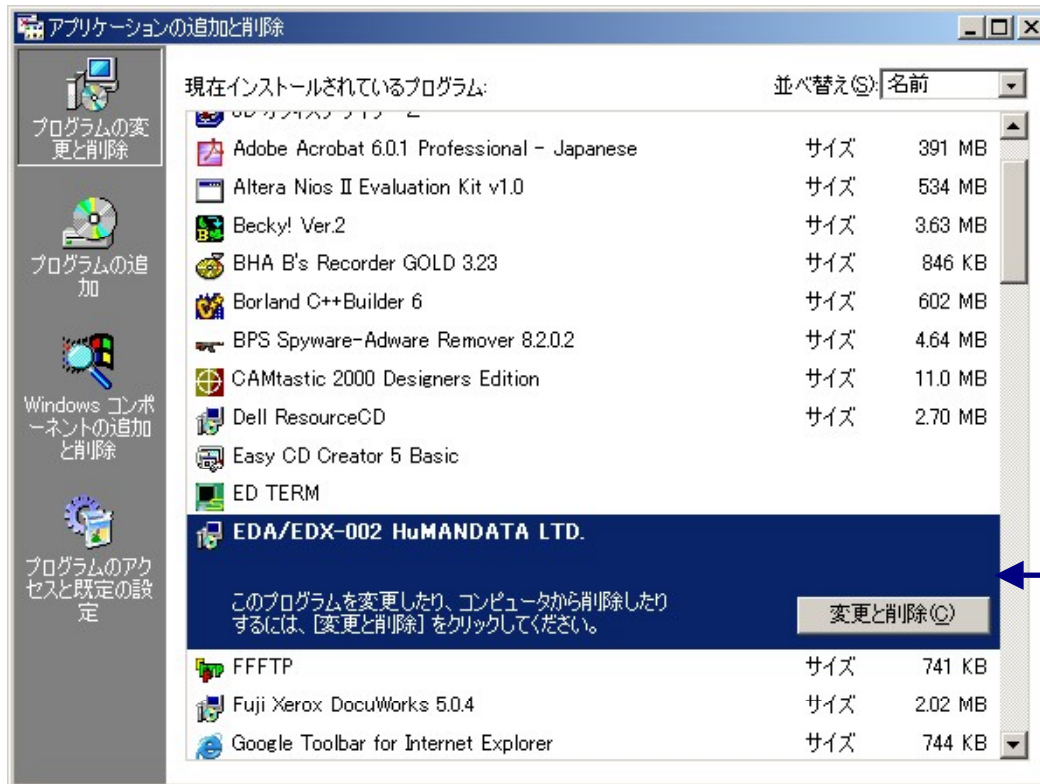 アプリケーションの追加と削除
プログラムの変
更と削除
プログラムの追
加
Windows コンポ
ーネントの追加
と削除
プログラムのアク
セスと既定の設
定
現在インストールされているプログラム:
並べ替え(S): 名前
Adobe Acrobat 6.0.1 Professional - Japanese サイズ 391 MB
Altera Nios II Evaluation Kit v1.0 サイズ 534 MB
Becky! Ver.2 サイズ 3.63 MB
BHA B's Recorder GOLD 3.23 サイズ 846 KB
Borland C++Builder 6 サイズ 602 MB
BPS Spyware-Adware Remover 8.2.0.2 サイズ 4.64 MB
CAMtastic 2000 Designers Edition サイズ 11.0 MB
Dell ResourceCD サイズ 2.70 MB
Easy CD Creator 5 Basic
ED TERM
EDA/EDX-002 HuMANDATA LTD.
このプログラムを変更したり、コンピュータから削除したり
するには、[変更と削除] をクリックしてください。
変更と削除(C)
FFFTP サイズ 741 KB
Fuji Xerox DocuWorks 5.0.4 サイズ 2.02 MB
Google Toolbar for Internet Explorer サイズ 744 KB